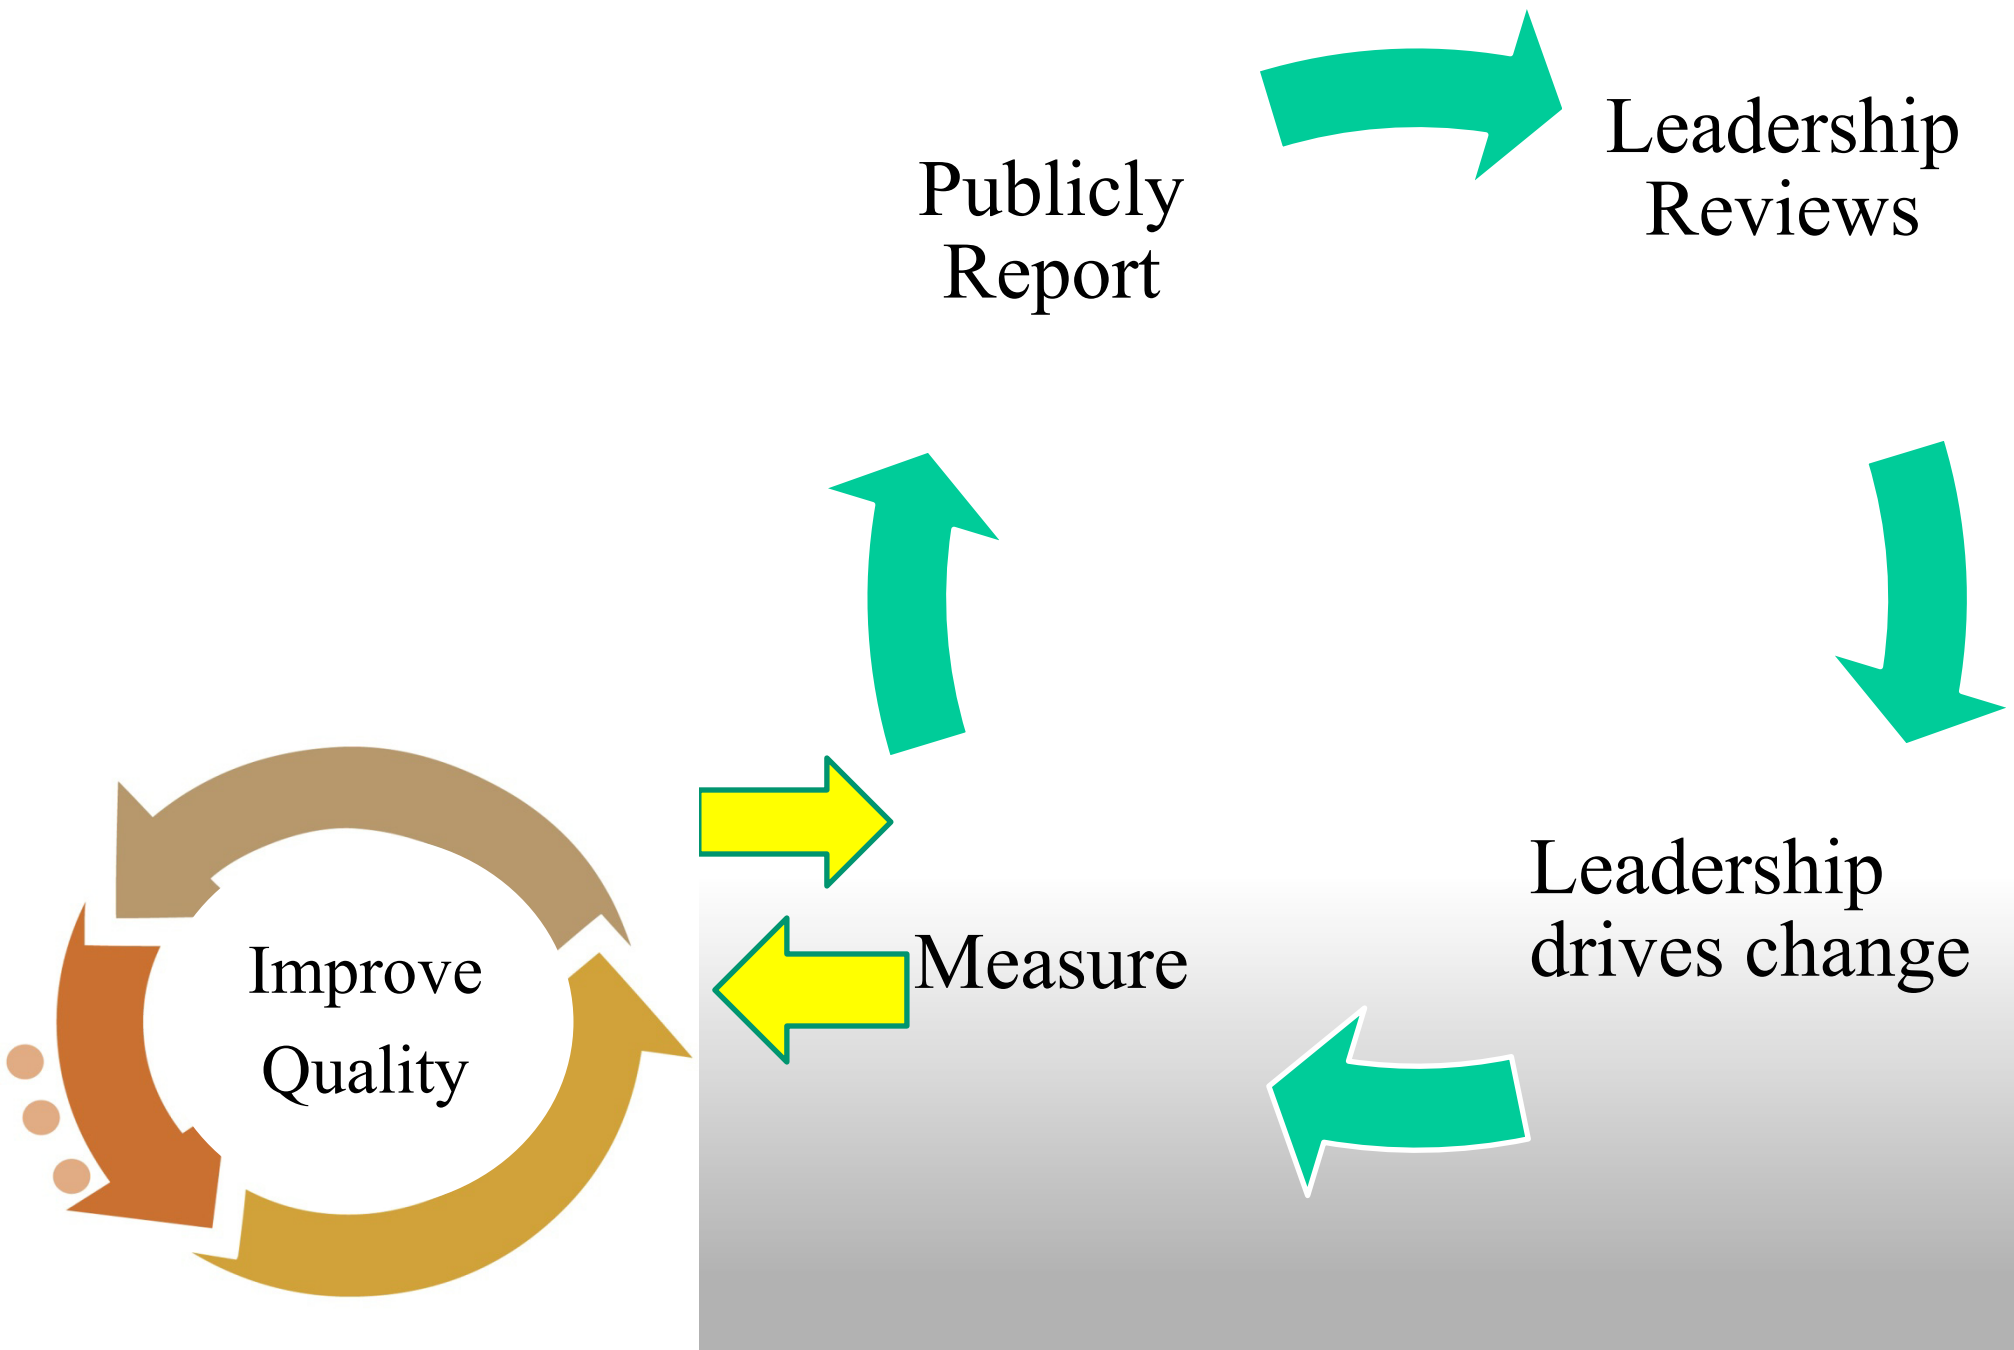 Publicly
Report
Leadership
Reviews
Leadership
drives change
Measure
Improve
Quality